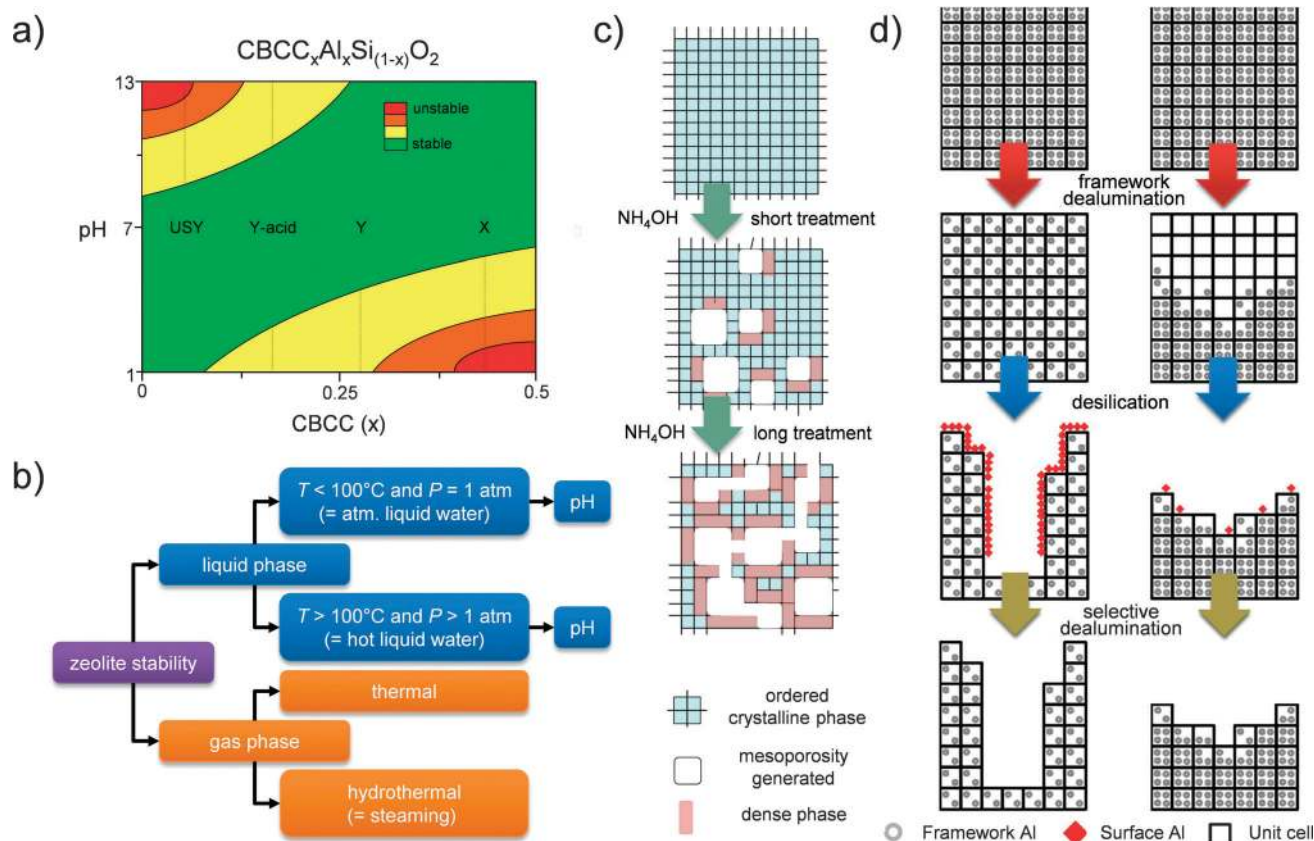 a)
CBCCₓAlₓSi₍₁₋ₓ₎O₂
13
unstable
stable
pH
7
USY
Y-acid
Y
X
1
0
0.25
0.5
CBCC (x)
b)
T < 100°C and P = 1 atm
(= atm. liquid water)
pH
liquid phase
T > 100°C and P > 1 atm
(= hot liquid water)
pH
zeolite stability
thermal
gas phase
hydrothermal
(= steaming)
c)
NH₄OH
short treatment
NH₄OH
long treatment
ordered
crystalline phase
mesoporosity
generated
dense phase
d)
framework
dealumination
desilication
selective
dealumination
Framework Al
Surface Al
Unit cell